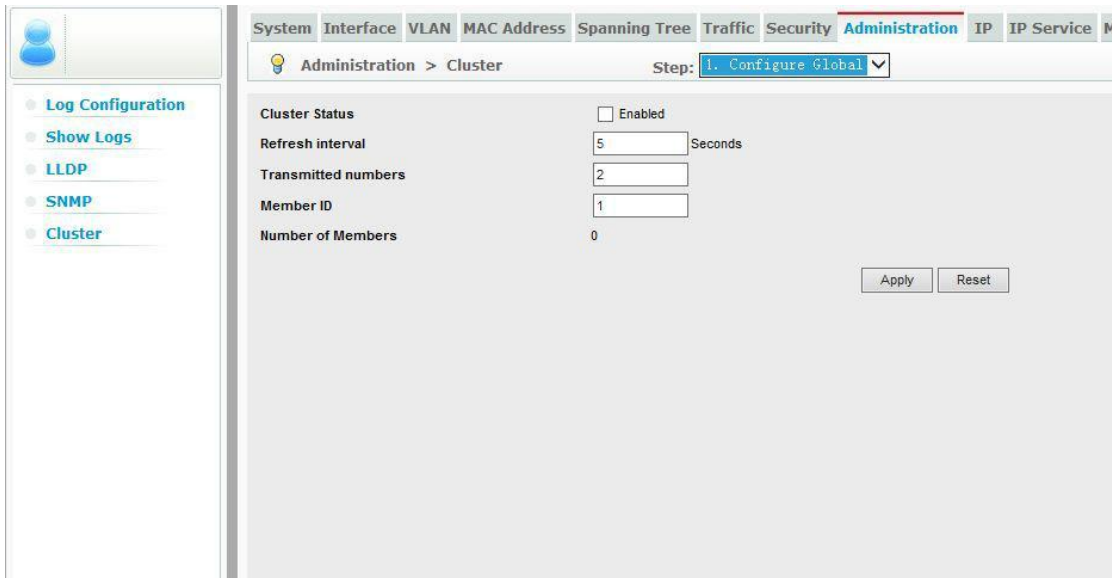 System Interface VLAN MAC Address Spanning Tree Traffic Security Administration IP IP Service M
Administration > Cluster Step: 1. Configure Global
Log Configuration
Show Logs
LLDP
SNMP
Cluster
Cluster Status Enabled
Refresh interval 5 Seconds
Transmitted numbers 2
Member ID 1
Number of Members 0
Apply Reset